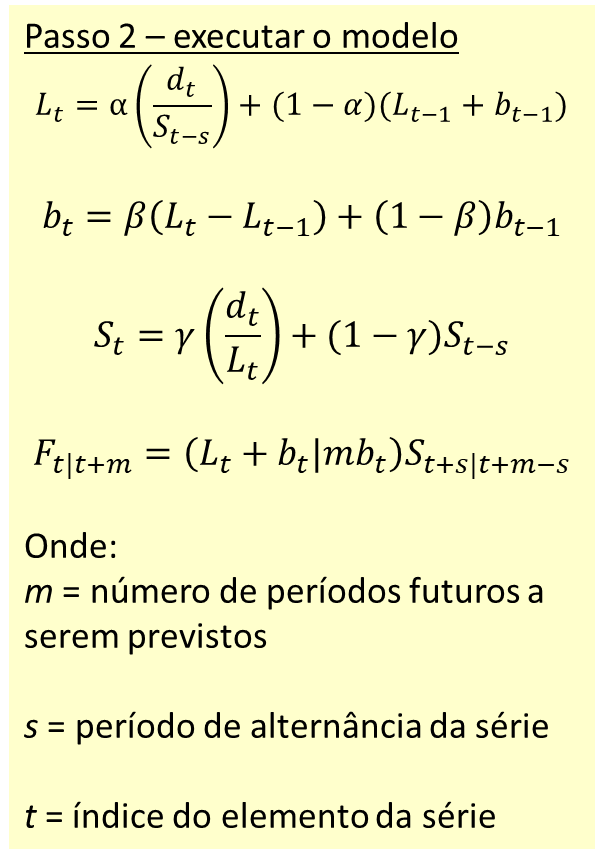 Passo 2 – executar o modelo
L_t = α(d_t/S_{t−s}) + (1 − α)(L_{t−1} + b_{t−1})
b_t = β(L_t − L_{t−1}) + (1 − β)b_{t−1}
S_t = γ(d_t/L_t) + (1 − γ)S_{t−s}
F_{t|t+m} = (L_t + b_t|mb_t)S_{t+s|t+m−s}
Onde:
m = número de períodos futuros a
serem previstos
s = período de alternância da série
t = índice do elemento da série